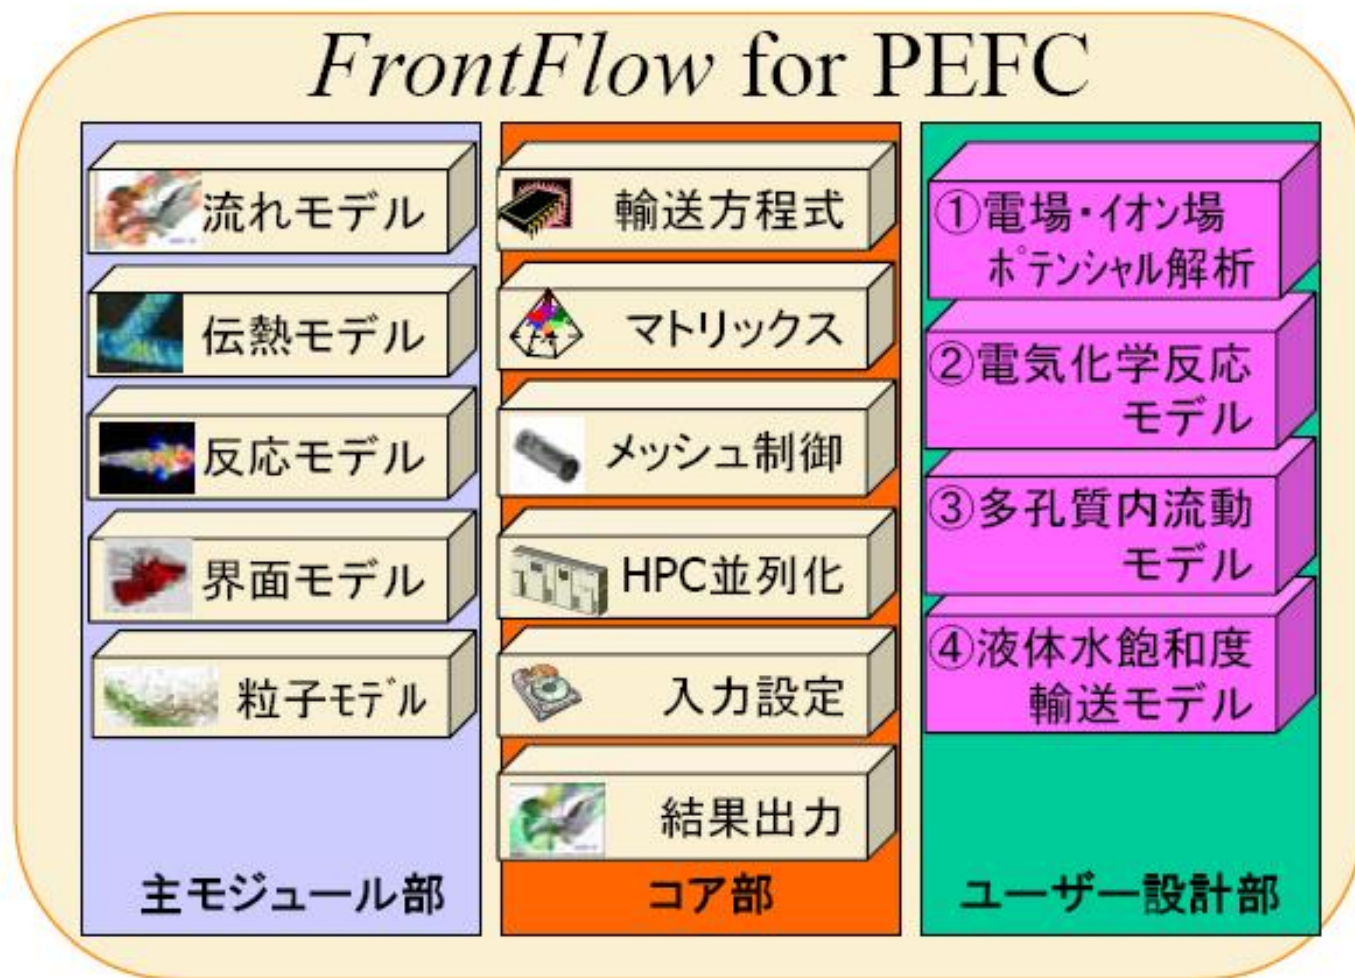 FrontFlow for PEFC
流れモデル
伝熱モデル
反応モデル
界面モデル
粒子モデル
主モジュール部
輸送方程式
マトリックス
メッシュ制御
HPC並列化
入力設定
結果出力
コア部
①電場・イオン場
ポテンシャル解析
②電気化学反応
モデル
③多孔質内流動
モデル
④液体水飽和度
輸送モデル
ユーザー設計部